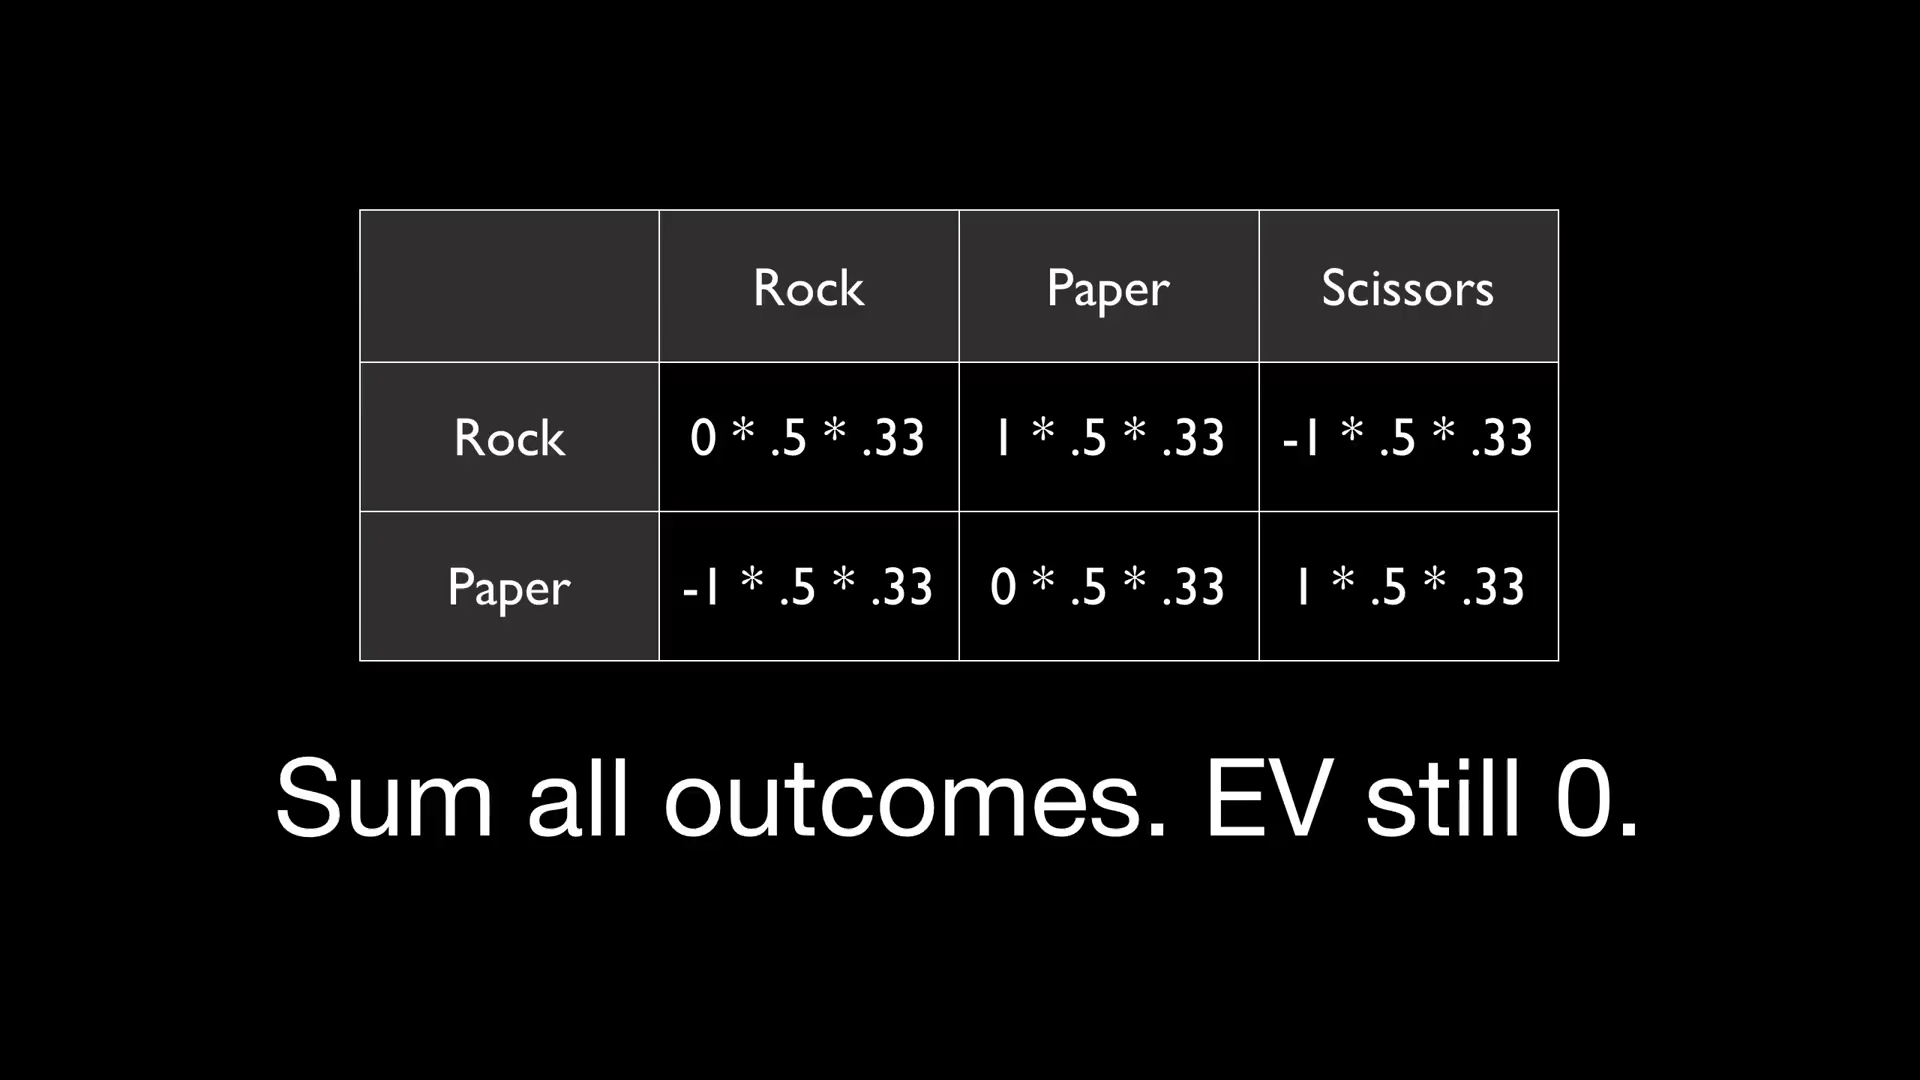 Rock Paper Scissors
Rock 0 * .5 * .33 1 * .5 * .33 -1 * .5 * .33
Paper -1 * .5 * .33 0 * .5 * .33 1 * .5 * .33
Sum all outcomes. EV still 0.